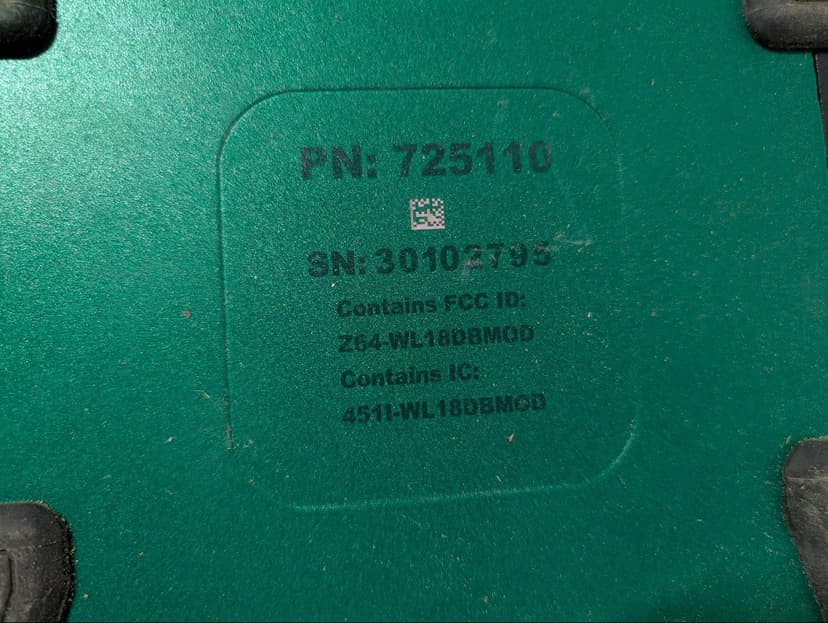 PN: 725110
SN: 30102795
Contains FCC ID:
Z64-WL18DBMOD
Contains IC:
451I-WL18DBMOD